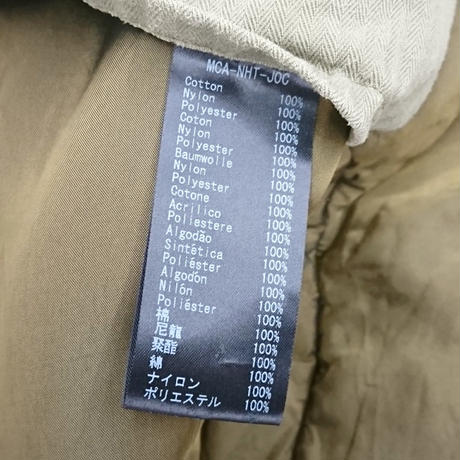 MCA-NHT-JOC
Cotton 100%
Nylon 100%
Polyester 100%
Coton 100%
Nylon 100%
Polyester 100%
Baumwolle 100%
Nylon 100%
Polyester 100%
Cotone 100%
Acrilico 100%
Poliestere 100%
Algodão 100%
Sintética 100%
Poliéster 100%
Algodón 100%
Nilón 100%
Poliéster 100%
棉 100%
尼龍 100%
聚酯 100%
綿 100%
ナイロン 100%
ポリエステル 100%